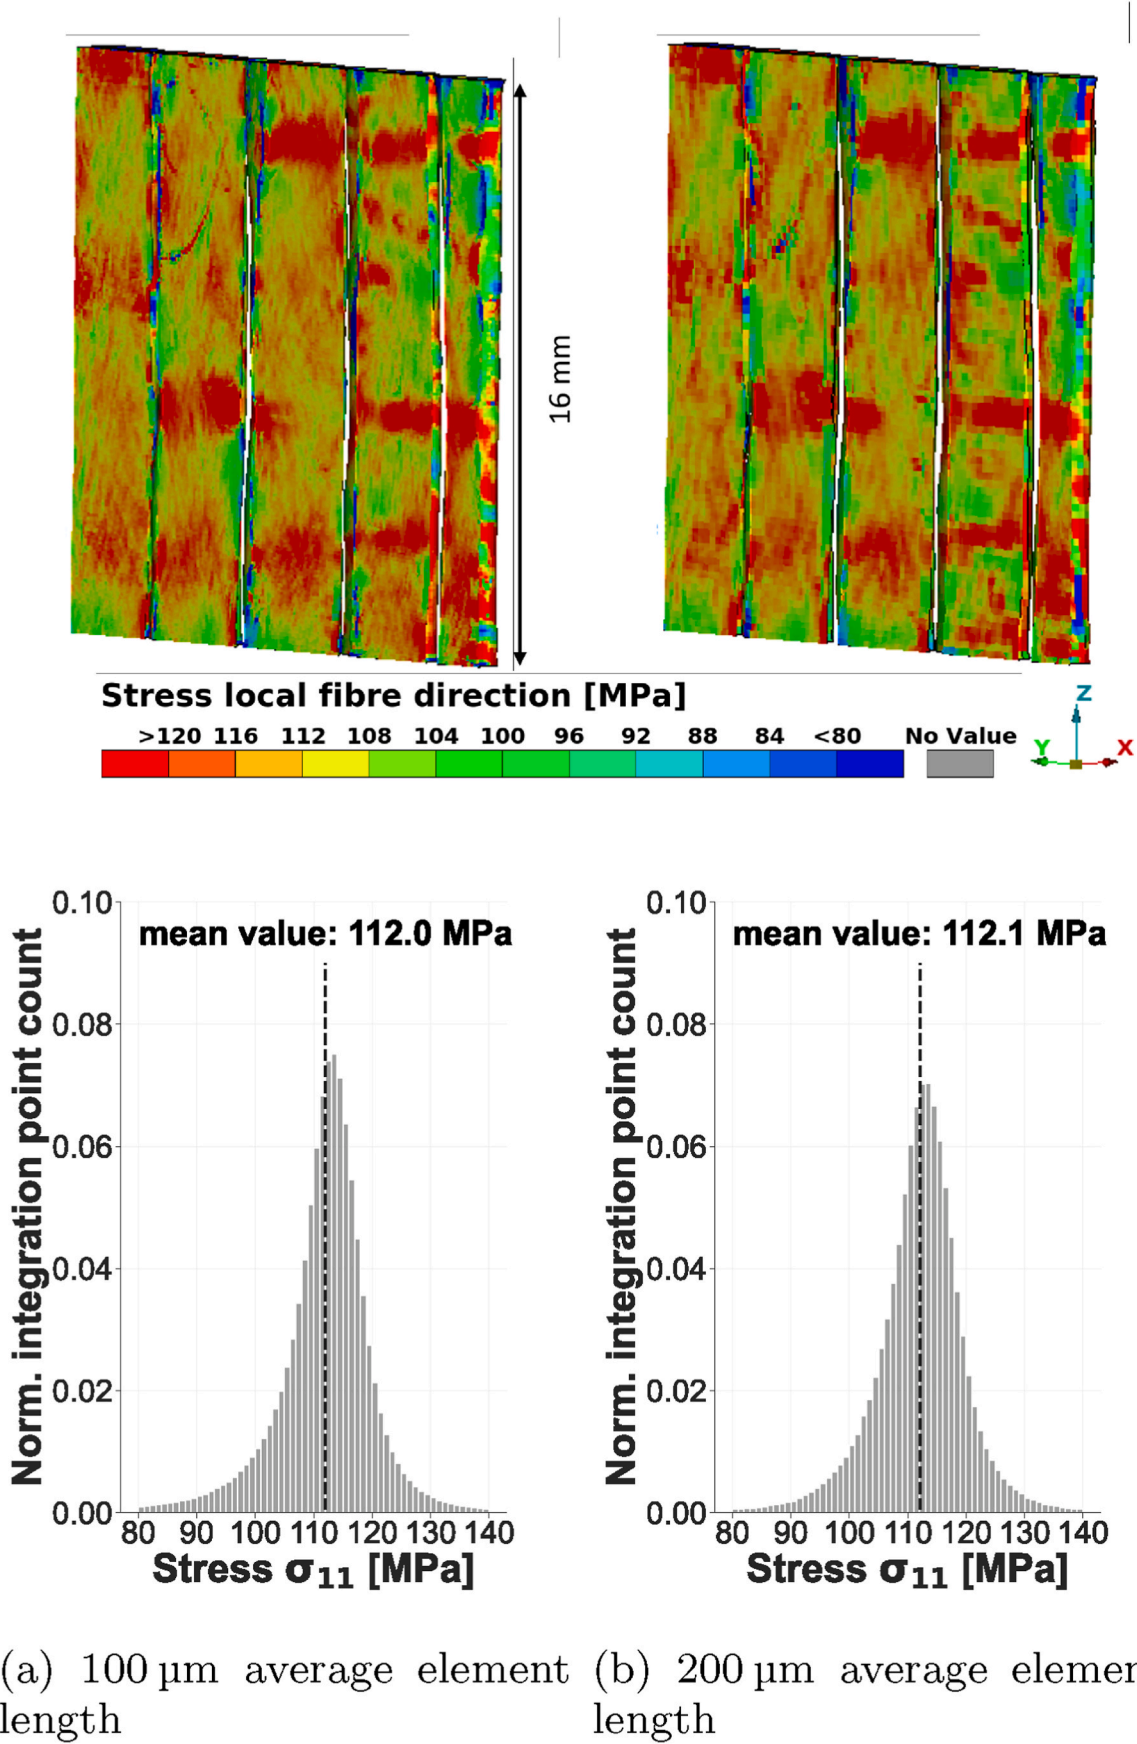 16 mm
Stress local fibre direction [MPa]
>120 116 112 108 104 100 96 92 88 84 <80 No Value
Z
Y X
0.10 0.08 0.06 0.04 0.02 0.00
Norm. integration point count
mean value: 112.0 MPa
80 90 100 110 120 130 140
Stress σ11 [MPa]
0.10 0.08 0.06 0.04 0.02 0.00
Norm. integration point count
mean value: 112.1 MPa
80 90 100 110 120 130 140
Stress σ11 [MPa]
(a) 100 µm average element
length
(b) 200 µm average elemen
length